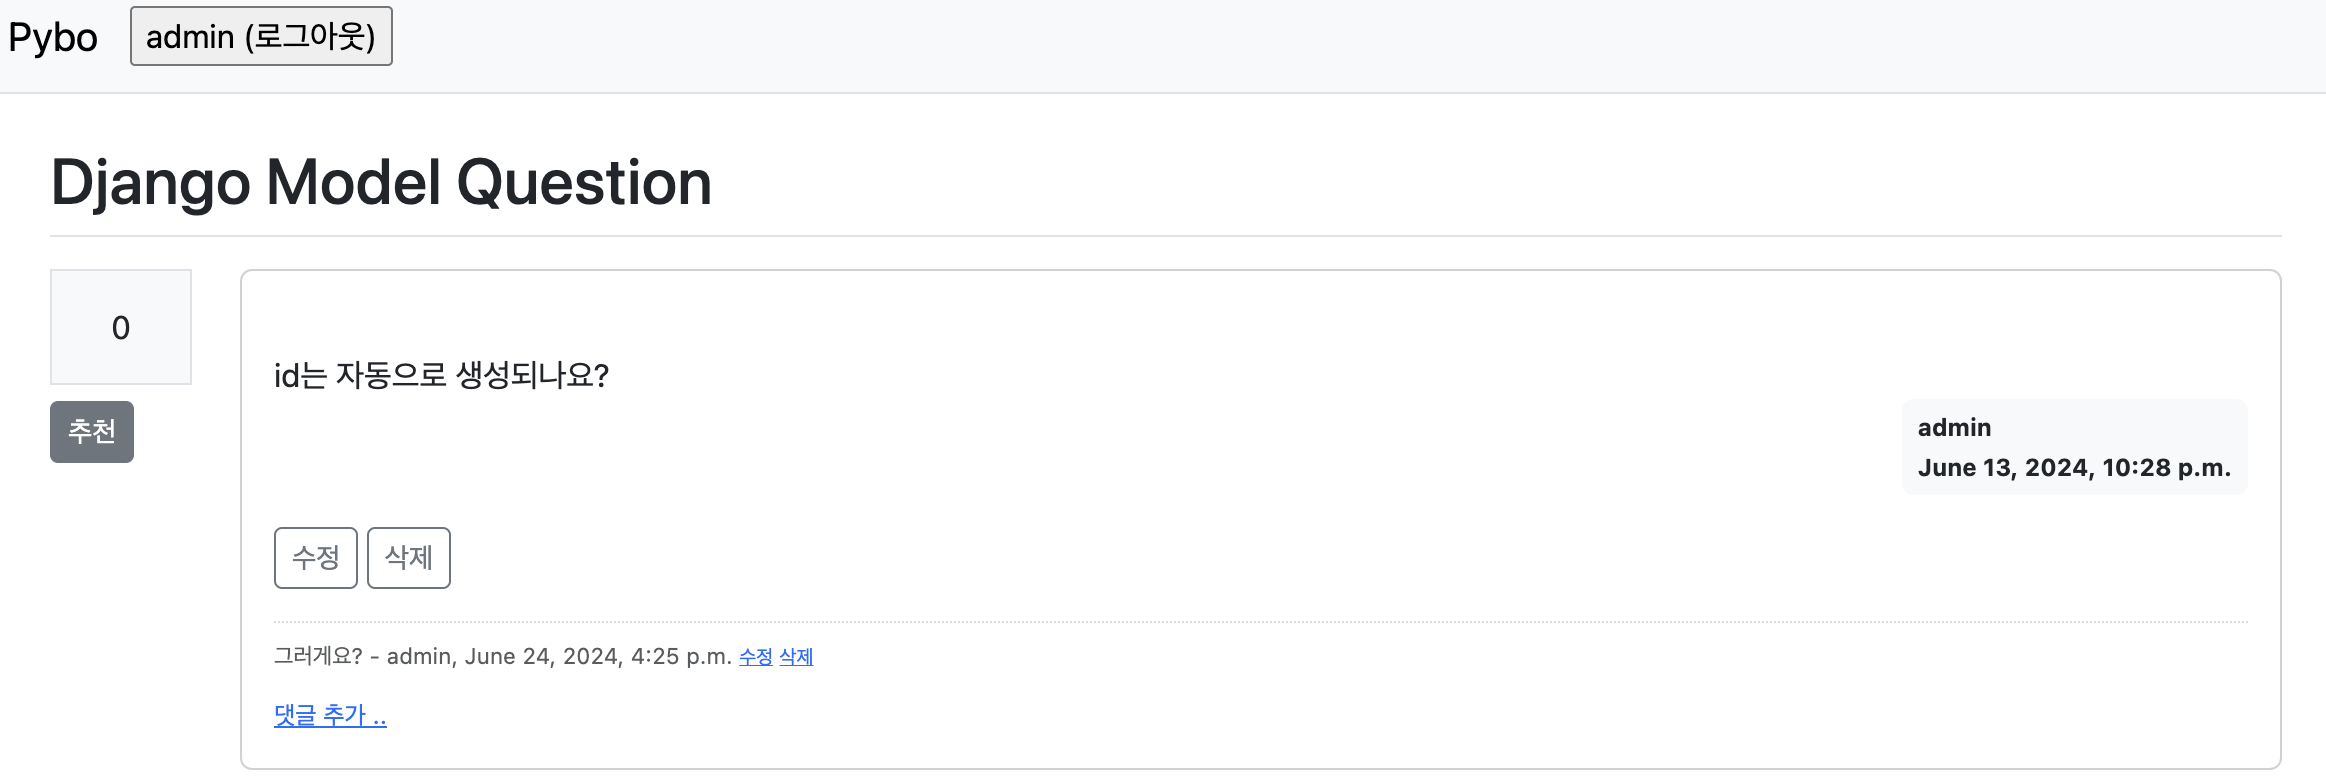 Pybo admin (로그아웃)
Django Model Question
0
추천
id는 자동으로 생성되나요?
admin
June 13, 2024, 10:28 p.m.
수정 삭제
그러게요? - admin, June 24, 2024, 4:25 p.m. 수정 삭제
댓글 추가 ..